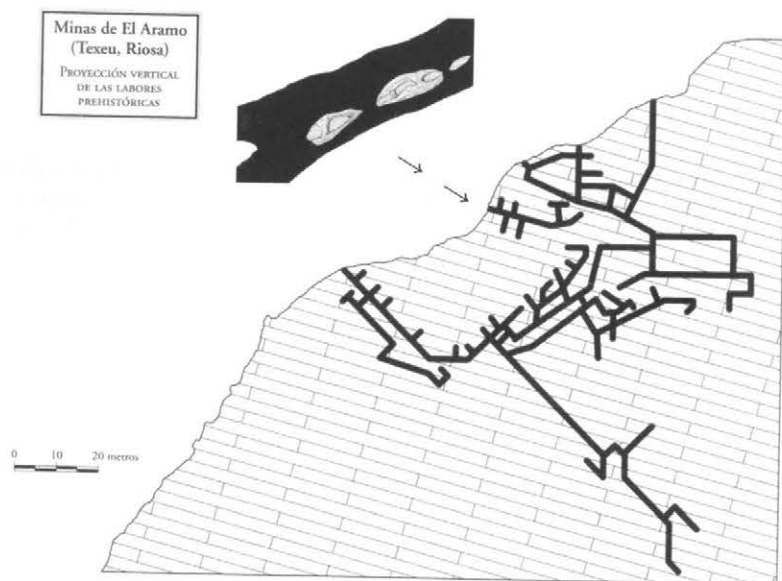 Minas de El Aramo
(Texeu, Riosa)
PROYECCIÓN VERTICAL
DE LAS LABORES
PREHISTÓRICAS
0 10 20 metros